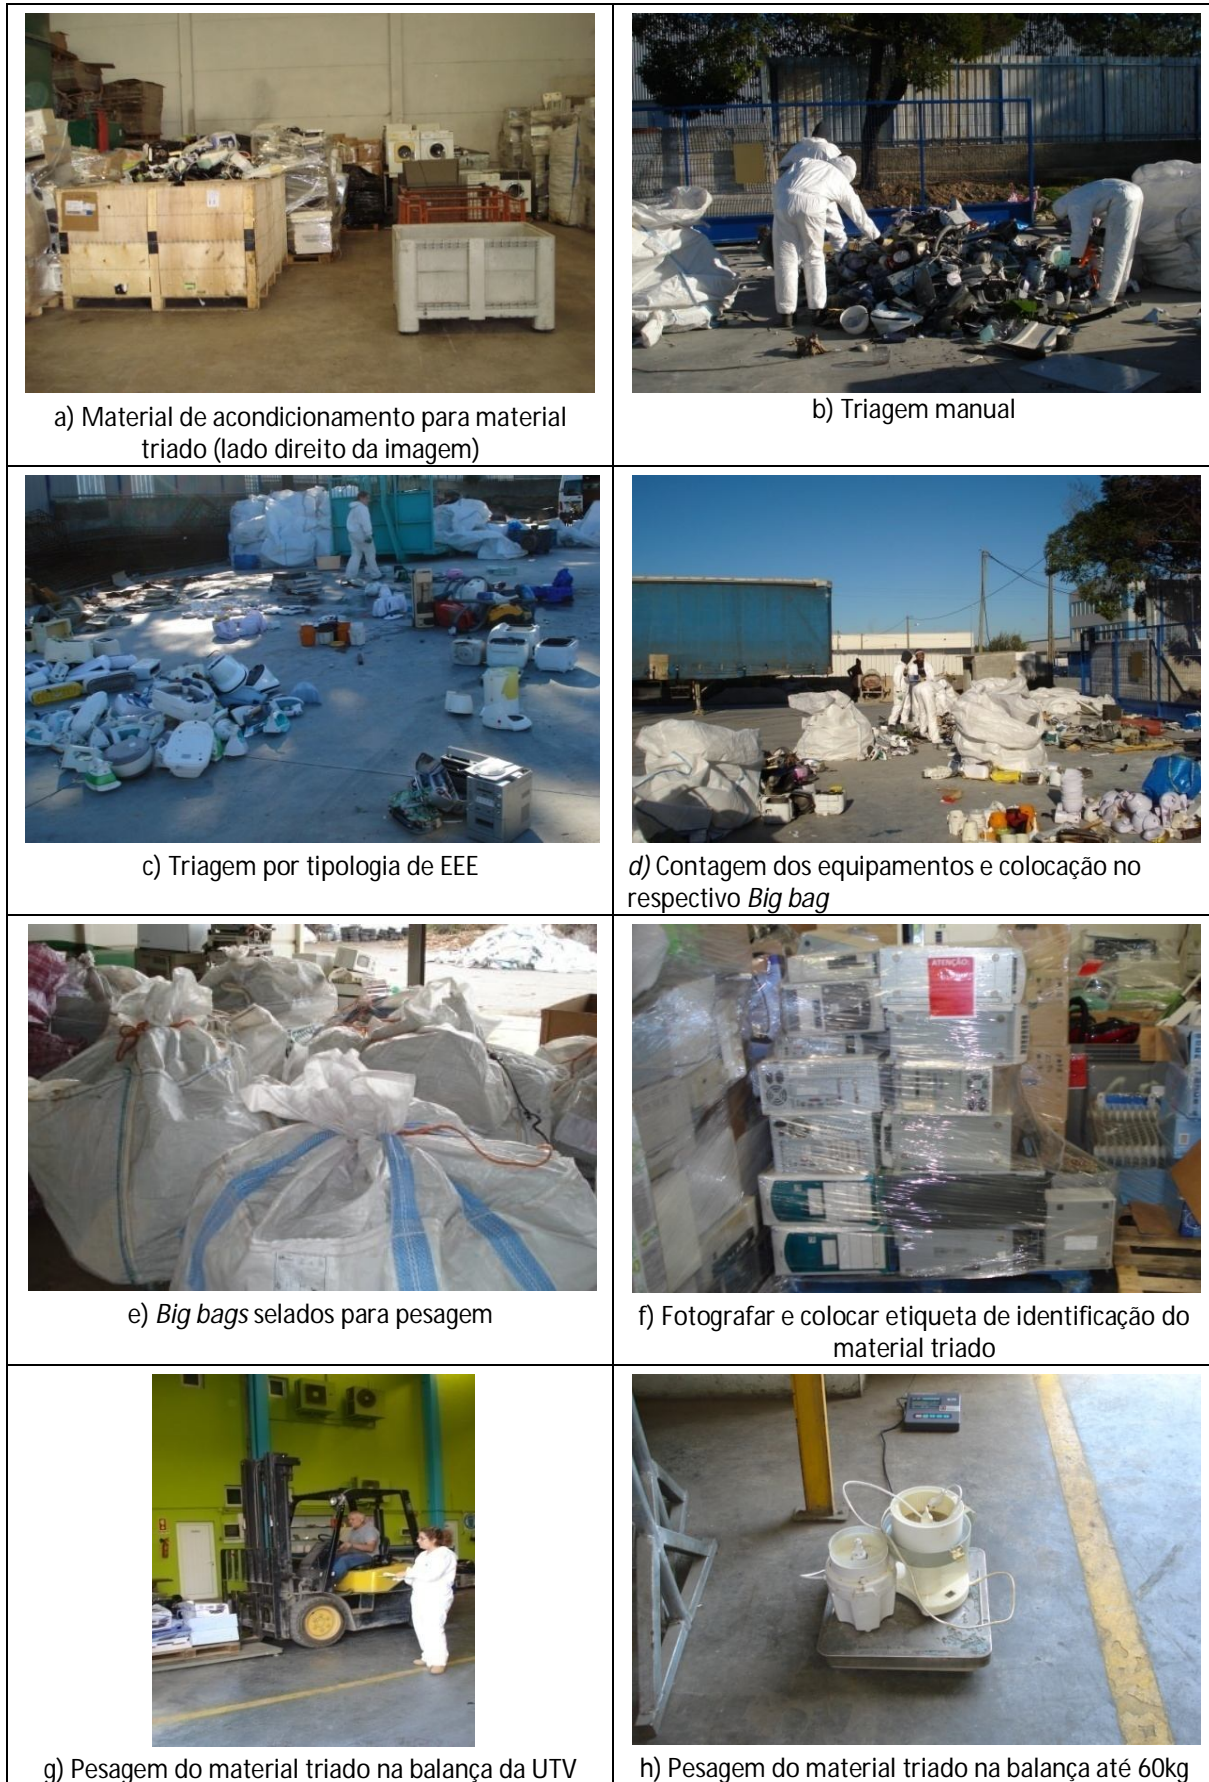 a) Material de acondicionamento para material
triado (lado direito da imagem)
b) Triagem manual
c) Triagem por tipologia de EEE
d) Contagem dos equipamentos e colocação no
respectivo Big bag
ATENÇÃO:
e) Big bags selados para pesagem
f) Fotografar e colocar etiqueta de identificação do
material triado
g) Pesagem do material triado na balança da UTV
h) Pesagem do material triado na balança até 60kg